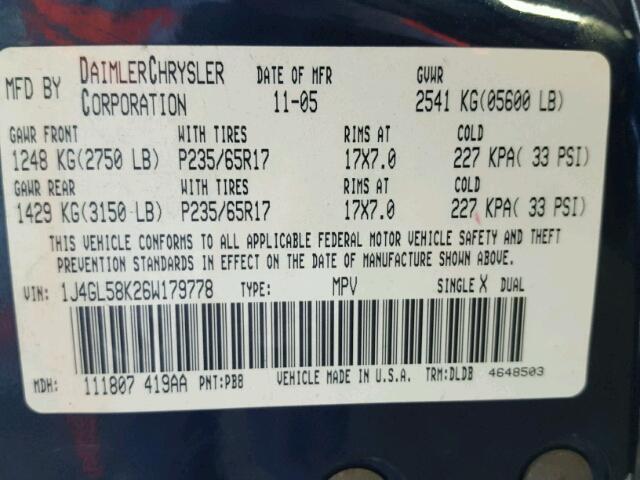 MFD BY DAIMLERCHRYSLER CORPORATION DATE OF MFR 11-05 GVWR 2541 KG(05600 LB)
GAWR FRONT WITH TIRES RIMS AT COLD
1248 KG(2750 LB) P235/65R17 17X7.0 227 KPA( 33 PSI)
GAWR REAR WITH TIRES RIMS AT COLD
1429 KG(3150 LB) P235/65R17 17X7.0 227 KPA( 33 PSI)
THIS VEHICLE CONFORMS TO ALL APPLICABLE FEDERAL MOTOR VEHICLE SAFETY AND THEFT
PREVENTION STANDARDS IN EFFECT ON THE DATE OF MANUFACTURE SHOWN ABOVE.
VIN: 1J4GL58K26W179778 TYPE: MPV SINGLE X DUAL
MDH: 111807 419AA PNT:PB8 VEHICLE MADE IN U.S.A. TRM:DLDB 4648503